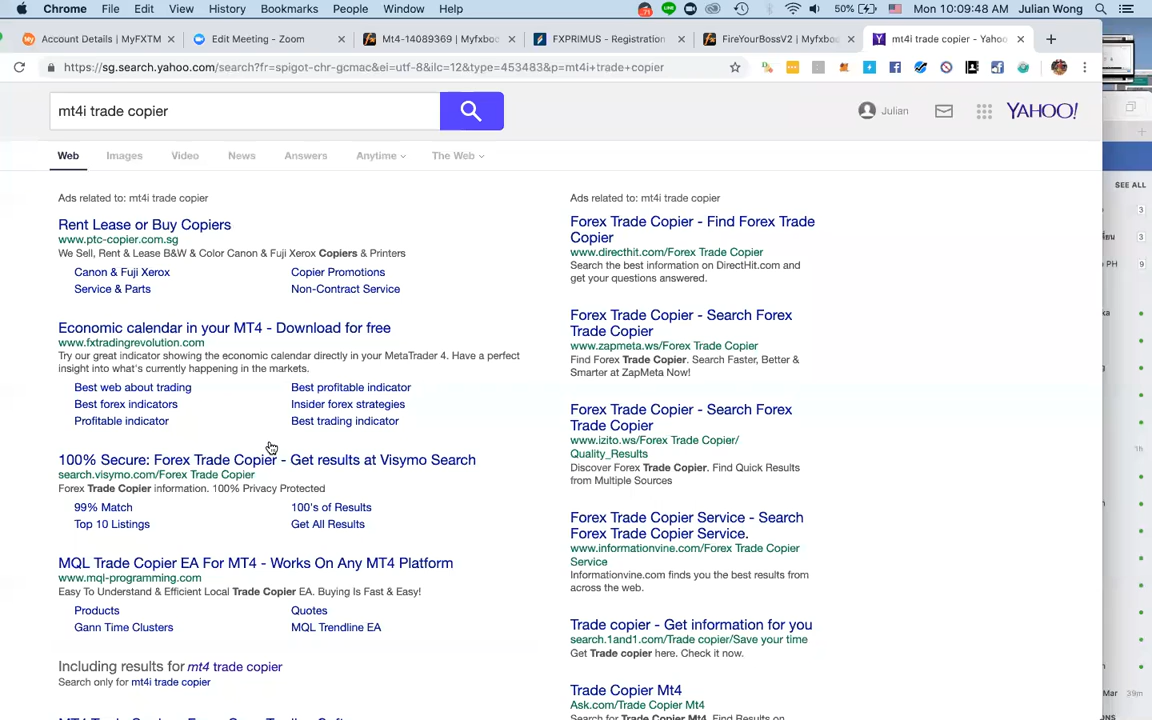 Chrome File Edit View History Bookmarks People Window Help 50% Mon 10:09:48 AM Julian Wong
Account Details | MyFXTM
Edit Meeting - Zoom
Mt4-14089369 | Myfxboo
FXPRIMUS - Registration
FireYourBossV2 | Myfxboo
mt4i trade copier - Yahoo
https://sg.search.yahoo.com/search?fr=spigot-chr-gcmac&ei=utf-8&ilc=12&type=453483&p=mt4i+trade+copier
mt4i trade copier
Julian
YAHOO!
Web Images Video News Answers Anytime The Web
Ads related to: mt4i trade copier
Rent Lease or Buy Copiers
www.ptc-copier.com.sg
We Sell, Rent & Lease B&W & Color Canon & Fuji Xerox Copiers & Printers
Canon & Fuji Xerox Copier Promotions
Service & Parts Non-Contract Service
Economic calendar in your MT4 - Download for free
www.fxtradingrevolution.com
Try our great indicator showing the economic calendar directly in your MetaTrader 4. Have a perfect
insight into what's currently happening in the markets.
Best web about trading Best profitable indicator
Best forex indicators Insider forex strategies
Profitable indicator Best trading indicator
100% Secure: Forex Trade Copier - Get results at Visymo Search
search.visymo.com/Forex Trade Copier
Forex Trade Copier information. 100% Privacy Protected
99% Match 100's of Results
Top 10 Listings Get All Results
MQL Trade Copier EA For MT4 - Works On Any MT4 Platform
www.mql-programming.com
Easy To Understand & Efficient Local Trade Copier EA. Buying Is Fast & Easy!
Products Quotes
Gann Time Clusters MQL Trendline EA
Including results for mt4 trade copier
Search only for mt4i trade copier
Ads related to: mt4i trade copier
Forex Trade Copier - Find Forex Trade
Copier
www.directhit.com/Forex Trade Copier
Search the best information on DirectHit.com and
get your questions answered.
Forex Trade Copier - Search Forex
Trade Copier
www.zapmeta.ws/Forex Trade Copier
Find Forex Trade Copier. Search Faster, Better &
Smarter at ZapMeta Now!
Forex Trade Copier - Search Forex
Trade Copier
www.izito.ws/Forex Trade Copier/
Quality_Results
Discover Forex Trade Copier. Find Quick Results
from Multiple Sources
Forex Trade Copier Service - Search
Forex Trade Copier Service.
www.informationvine.com/Forex Trade Copier
Service
Informationvine.com finds you the best results from
across the web.
Trade copier - Get information for you
search.1and1.com/Trade copier/Save your time
Get Trade copier here. Check it now.
Trade Copier Mt4
Ask.com/Trade Copier Mt4
Search for Trade Copier Mt4. Find Results on
SEE ALL
3
3
PH 9
1h
Mar 39m